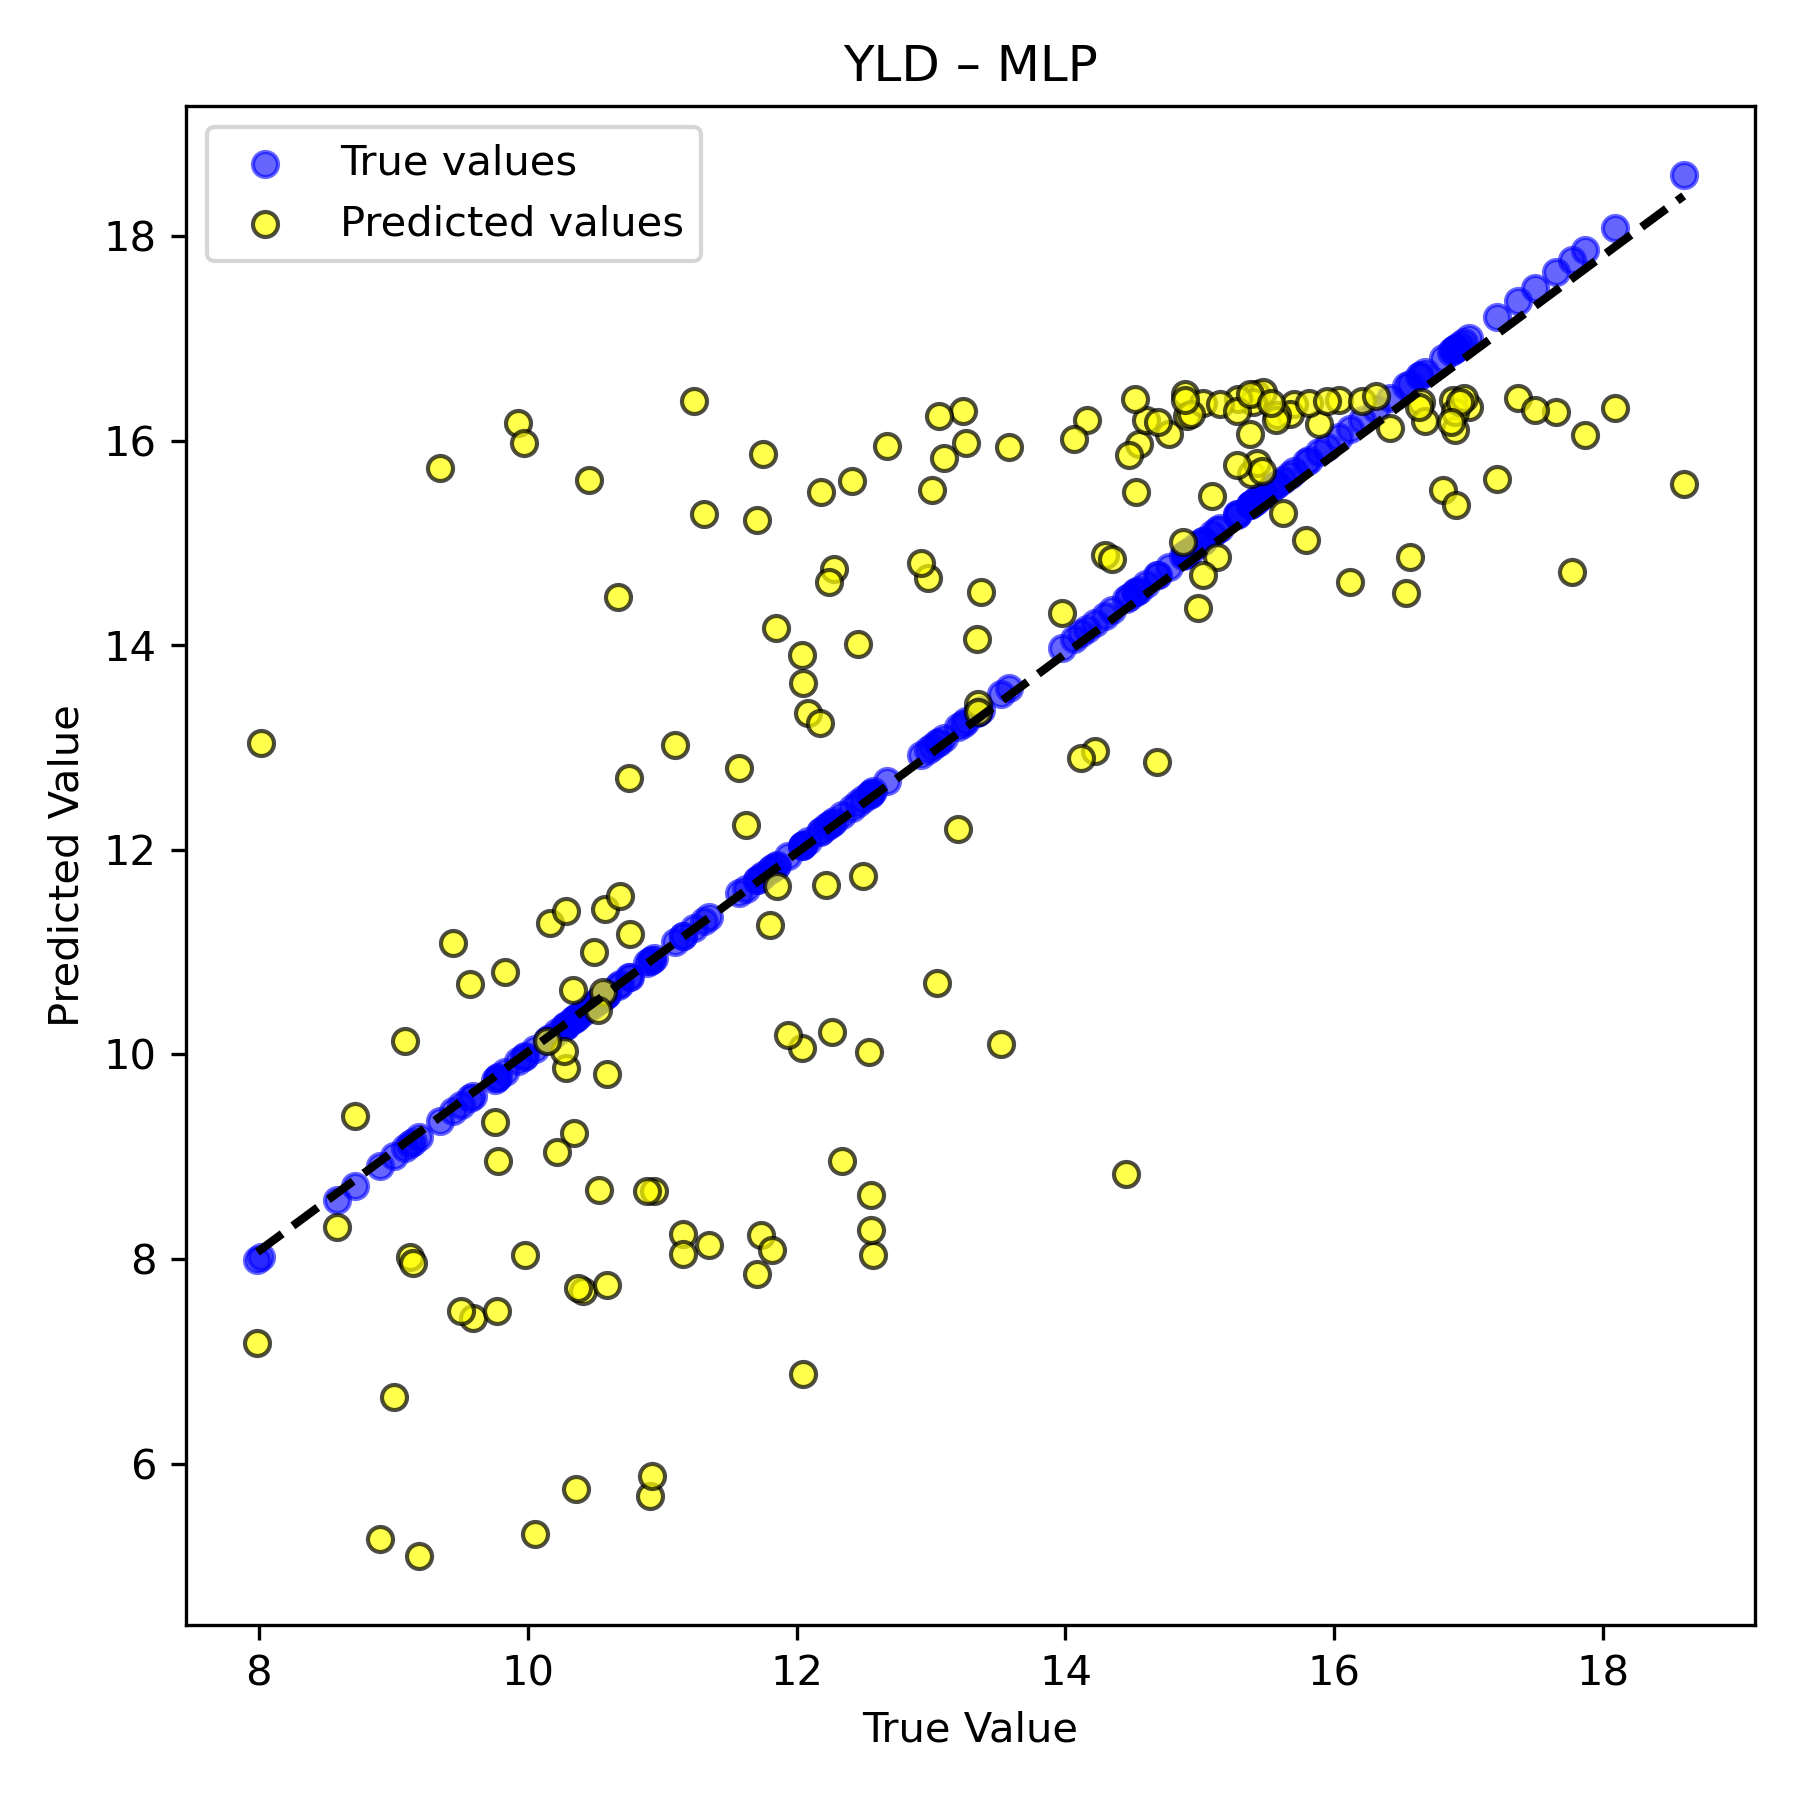 YLD – MLP
True values
Predicted values
Predicted Value
18
16
14
12
10
8
6
8 10 12 14 16 18
True Value